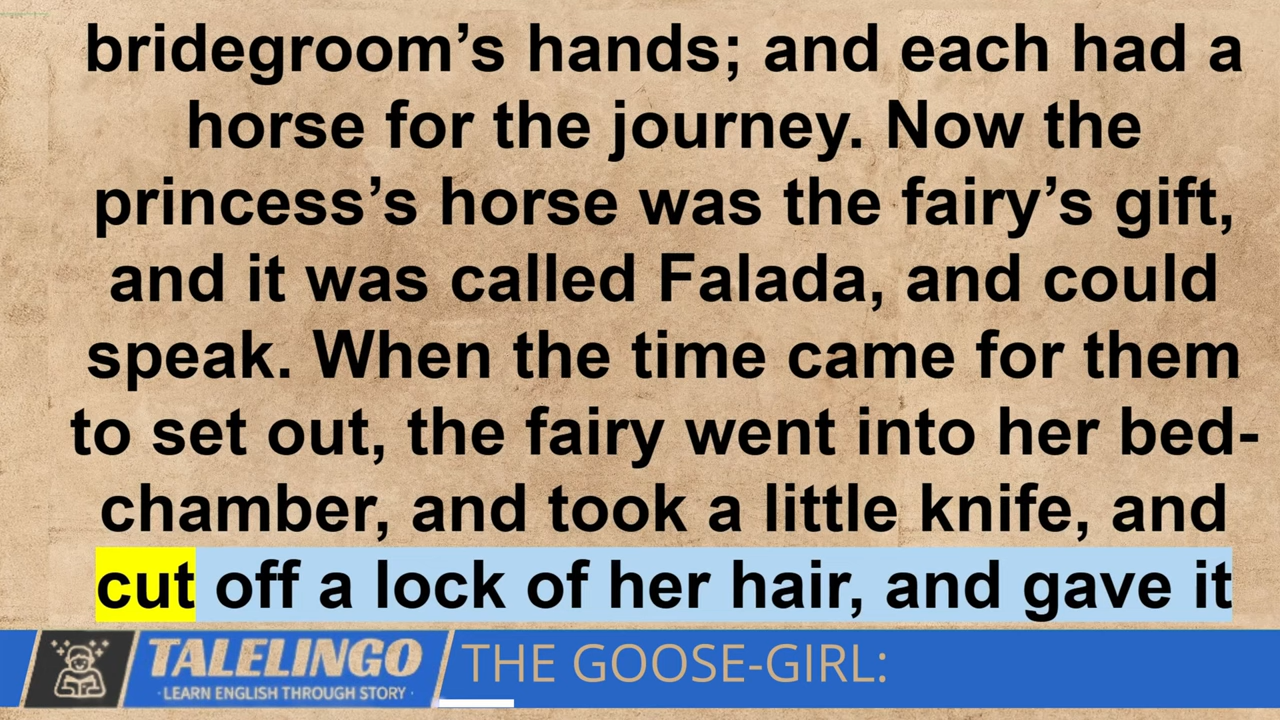 bridegroom’s hands; and each had a
horse for the journey. Now the
princess’s horse was the fairy’s gift,
and it was called Falada, and could
speak. When the time came for them
to set out, the fairy went into her bed-
chamber, and took a little knife, and
cut off a lock of her hair, and gave it
TALELINGO
· LEARN ENGLISH THROUGH STORY ·
THE GOOSE-GIRL: